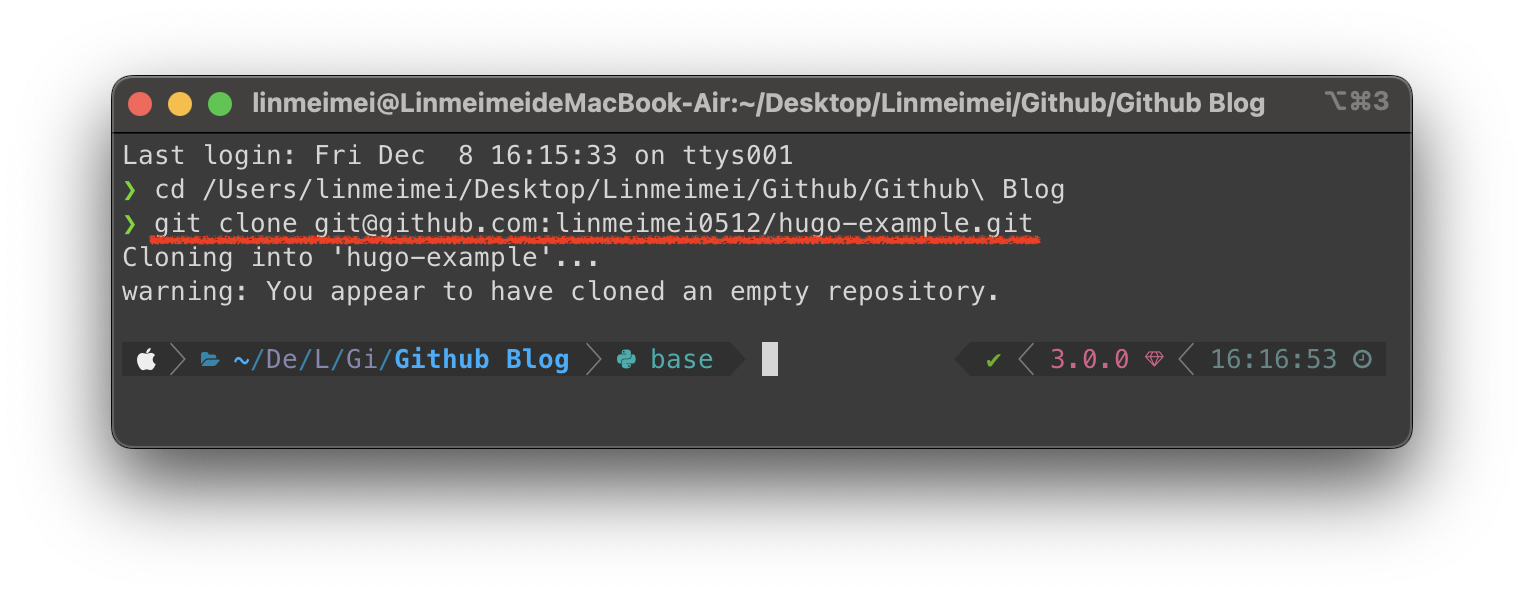 linmeimei@LinmeimeideMacBook-Air:~/Desktop/Linmeimei/Github/Github Blog ⌥⌘3
Last login: Fri Dec  8 16:15:33 on ttys001
❯ cd /Users/linmeimei/Desktop/Linmeimei/Github/Github\ Blog
❯ git clone git@github.com:linmeimei0512/hugo-example.git
Cloning into 'hugo-example'...
warning: You appear to have cloned an empty repository.
~/De/L/Gi/Github Blog base ✔ 3.0.0 16:16:53